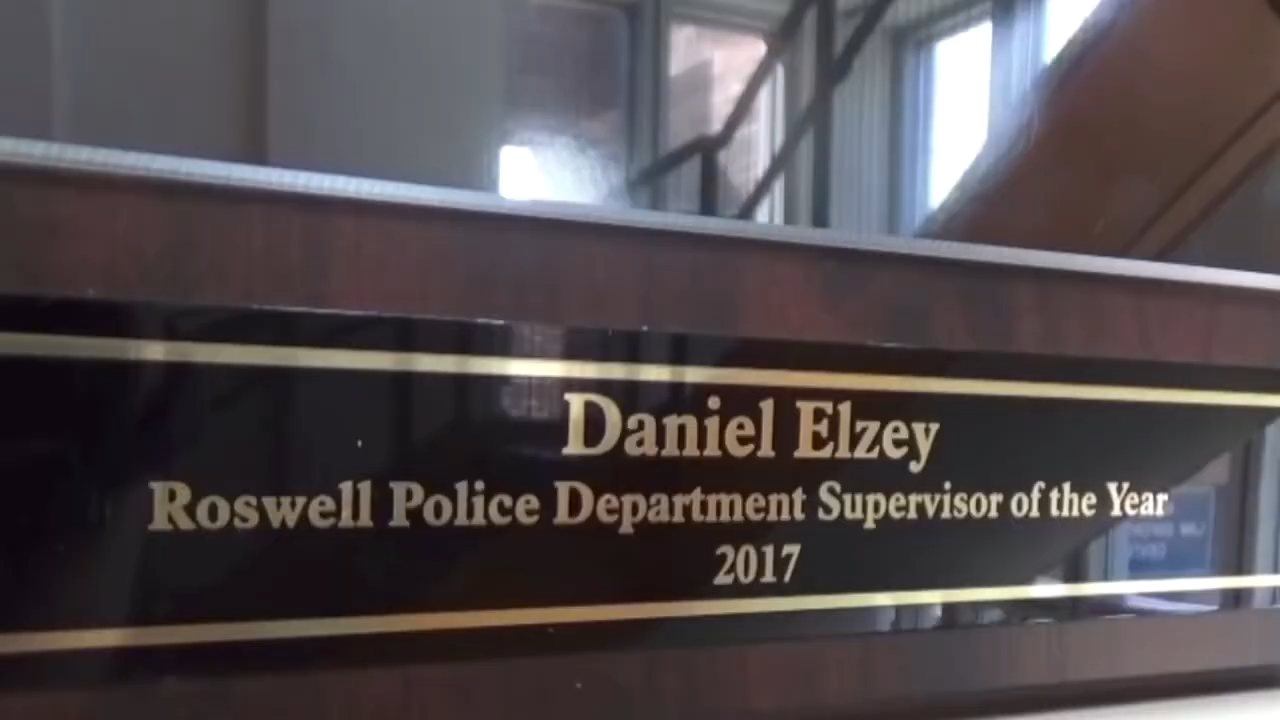 Daniel Elzey
Roswell Police Department Supervisor of the Year
2017